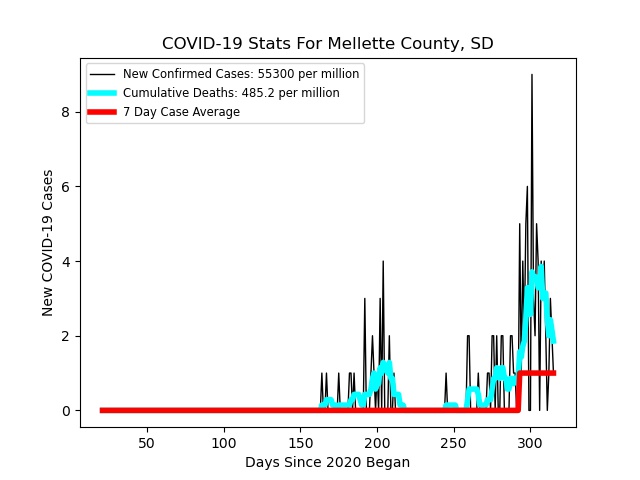 COVID-19 Stats For Mellette County, SD
New Confirmed Cases: 55300 per million
Cumulative Deaths: 485.2 per million
7 Day Case Average
New COVID-19 Cases
8
6
4
2
0
50 100 150 200 250 300
Days Since 2020 Began